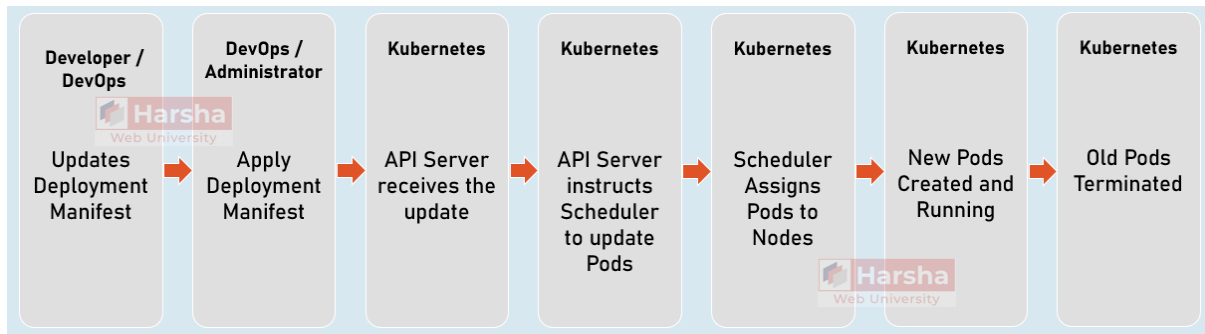 Developer /
DevOps
Updates
Deployment
Manifest
DevOps /
Administrator
Apply
Deployment
Manifest
Kubernetes
API Server
receives the
update
Kubernetes
API Server
instructs
Scheduler
to update
Pods
Kubernetes
Scheduler
Assigns
Pods to
Nodes
Kubernetes
New Pods
Created and
Running
Kubernetes
Old Pods
Terminated
Harsha
Web University
Harsha
Web University